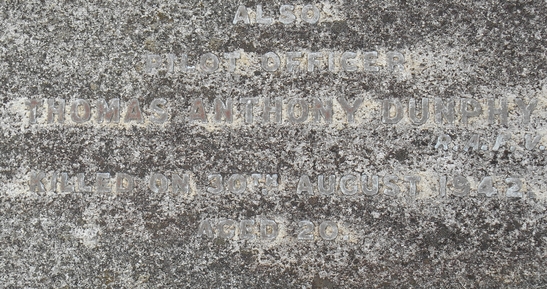 ALSO
PILOT OFFICER
THOMAS ANTHONY DUNPHY
KILLED ON 30TH AUGUST 1942
AGED 20